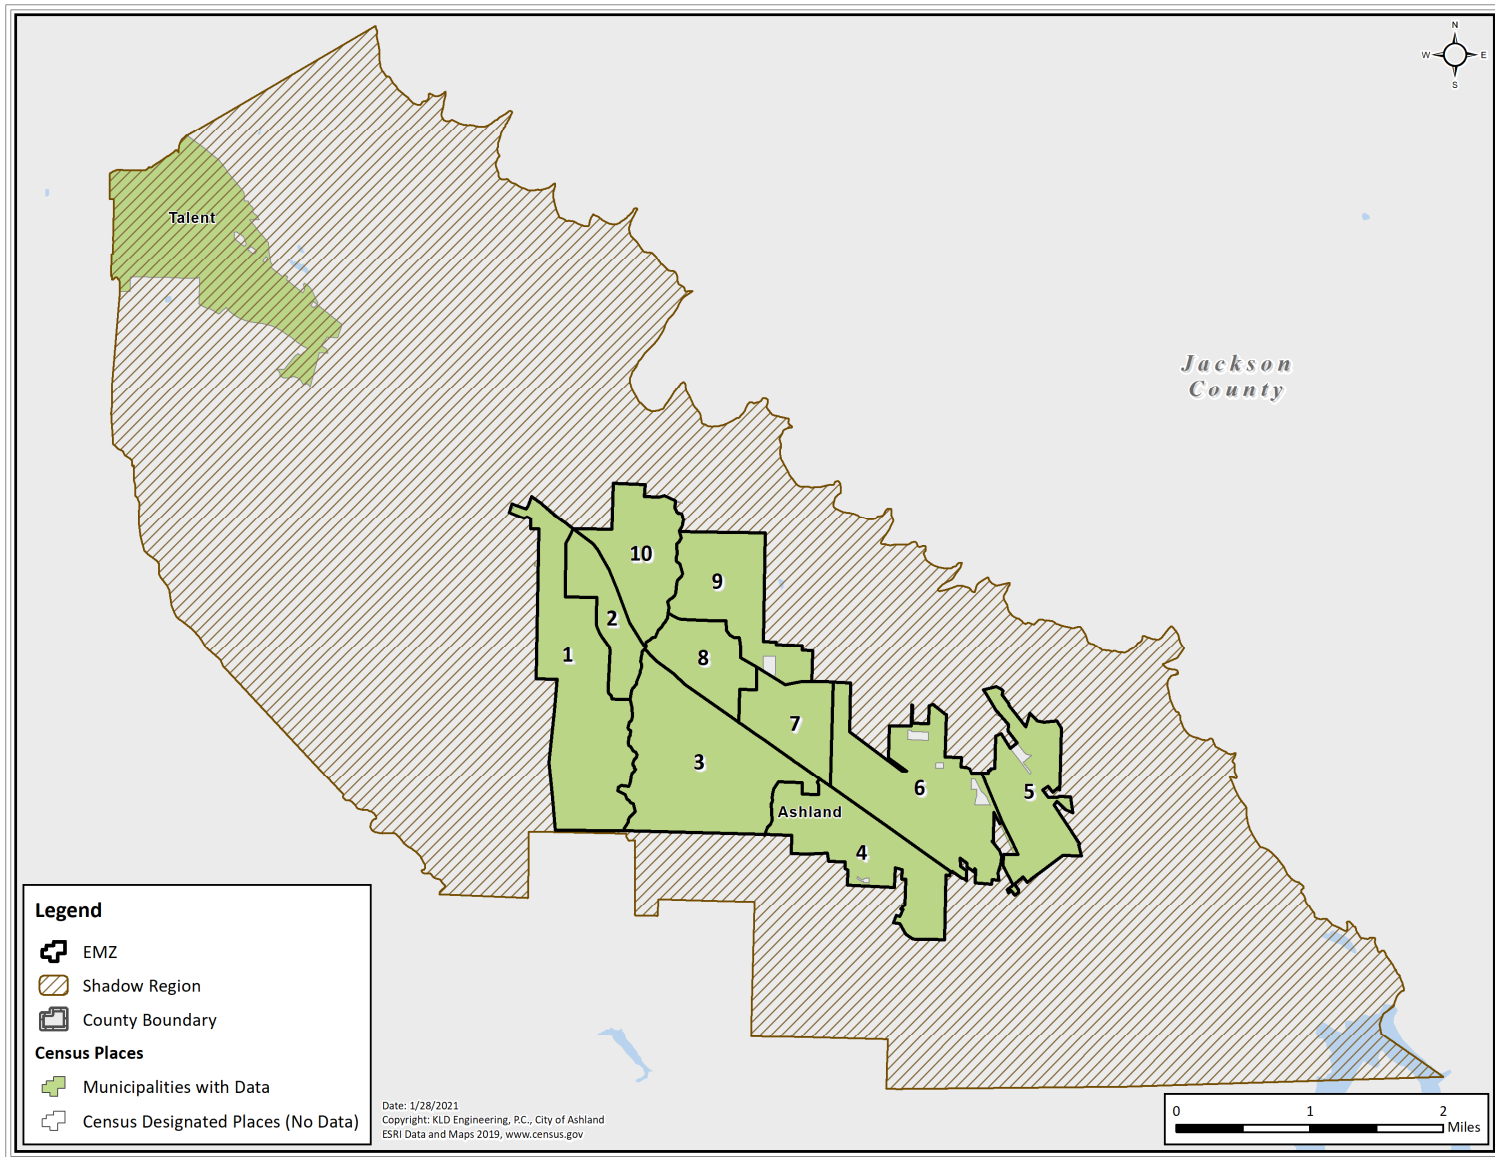 N
W E
S
Talent
Jackson
County
10
9
2
1
8
7
3
6
5
Ashland
4
Legend
EMZ
Shadow Region
County Boundary
Census Places
Municipalities with Data
Census Designated Places (No Data)
Date: 1/28/2021
Copyright: KLD Engineering, P.C., City of Ashland
ESRI Data and Maps 2019, www.census.gov
0 1 2
Miles